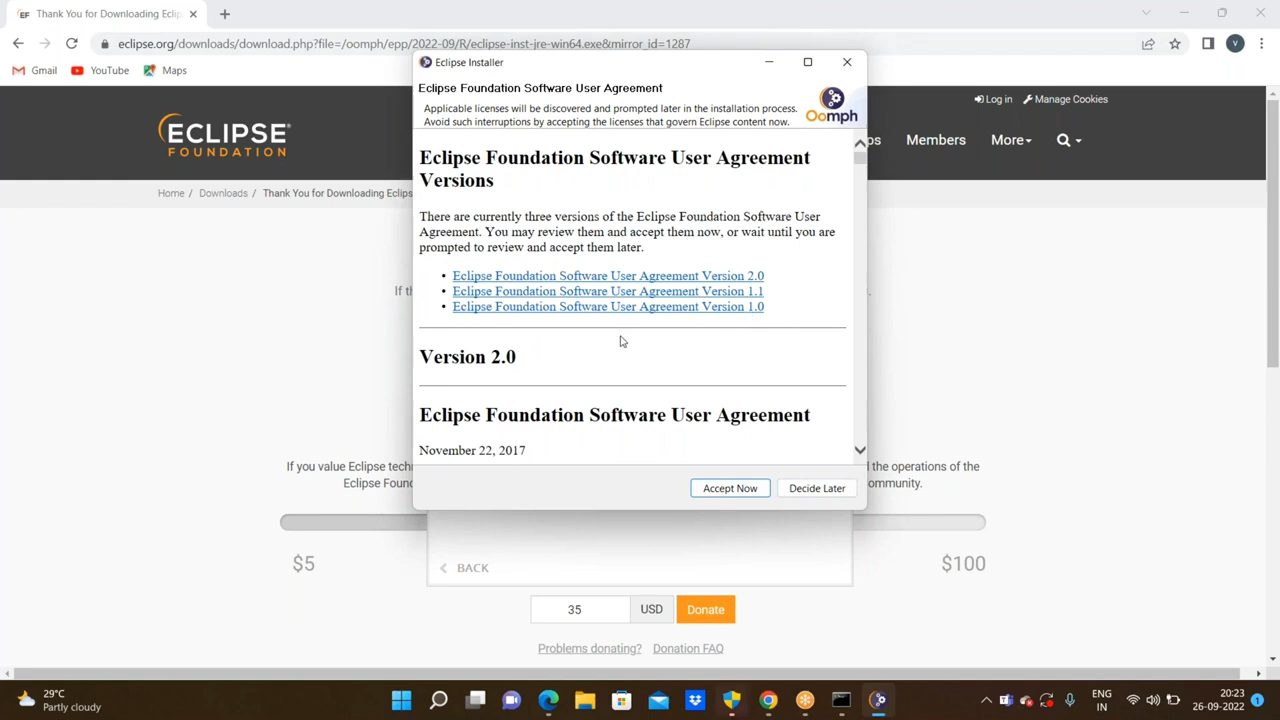 EF Thank You for Downloading Eclip
eclipse.org/downloads/download.php?file=/oomph/epp/2022-09/R/eclipse-inst-jre-win64.exe&mirror_id=1287
V
Gmail YouTube Maps
Log in Manage Cookies
ECLIPSE
FOUNDATION
ps Members More
Home / Downloads / Thank You for Downloading Eclips
Eclipse Installer
Eclipse Foundation Software User Agreement
Applicable licenses will be discovered and prompted later in the installation process.
Avoid such interruptions by accepting the licenses that govern Eclipse content now.
Oomph
Eclipse Foundation Software User Agreement
Versions
There are currently three versions of the Eclipse Foundation Software User
Agreement. You may review them and accept them now, or wait until you are
prompted to review and accept them later.
• Eclipse Foundation Software User Agreement Version 2.0
• Eclipse Foundation Software User Agreement Version 1.1
• Eclipse Foundation Software User Agreement Version 1.0
If th
Version 2.0
Eclipse Foundation Software User Agreement
November 22, 2017
Accept Now Decide Later
If you value Eclipse tech
the operations of the
Eclipse Foun
ommunity.
$5 $100
BACK
35 USD Donate
Problems donating? Donation FAQ
29°C
Partly cloudy
ENG
IN
20:23
26-09-2022
1